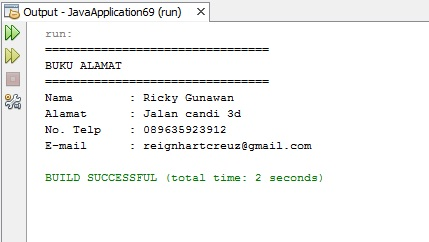 Output - JavaApplication69 (run)
run:
================================
BUKU ALAMAT
================================
Nama : Ricky Gunawan
Alamat : Jalan candi 3d
No. Telp : 089635923912
E-mail : reignhartcreuz@gmail.com
BUILD SUCCESSFUL (total time: 2 seconds)